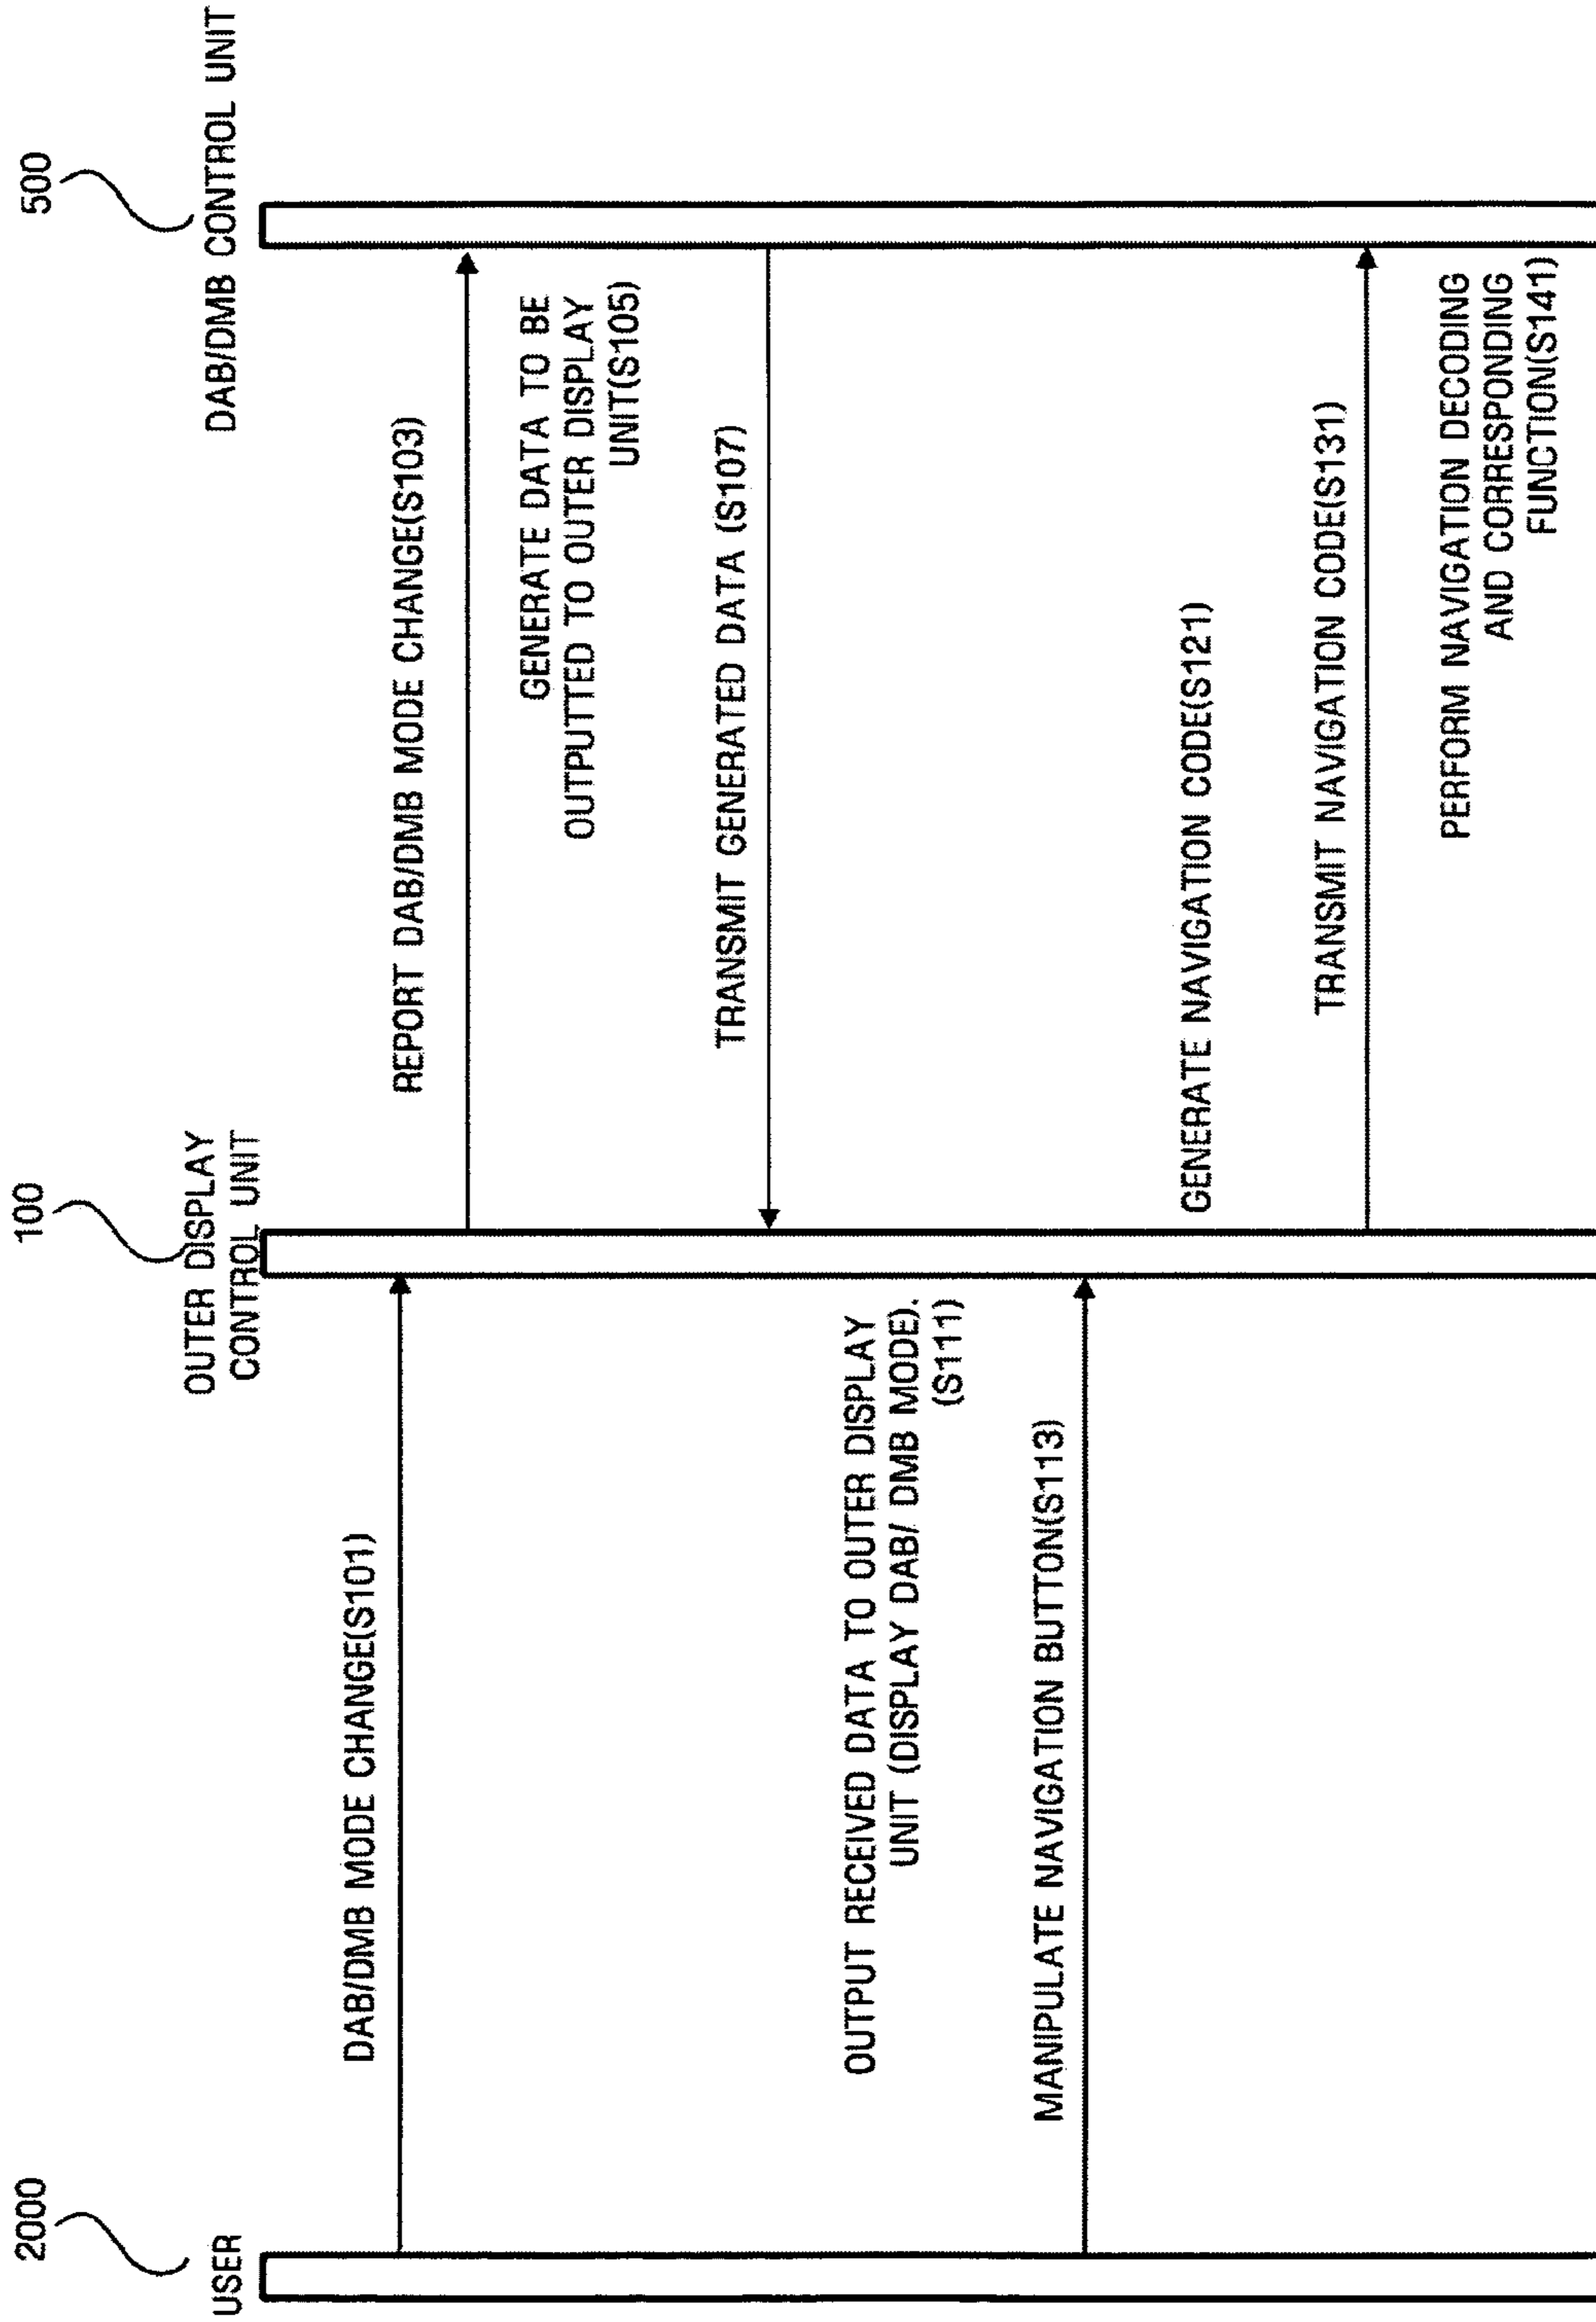 2000
USER
100
OUTER DISPLAY
CONTROL UNIT
500
DAB/DMB CONTROL UNIT
DAB/DMB MODE CHANGE(S101)
REPORT DAB/DMB MODE CHANGE(S103)
GENERATE DATA TO BE
OUTPUTTED TO OUTER DISPLAY
UNIT(S105)
TRANSMIT GENERATED DATA (S107)
OUTPUT RECEIVED DATA TO OUTER DISPLAY
UNIT (DISPLAY DAB/ DMB MODE).
(S111)
MANIPULATE NAVIGATION BUTTON(S113)
GENERATE NAVIGATION CODE(S121)
TRANSMIT NAVIGATION CODE(S131)
PERFORM NAVIGATION DECODING
AND CORRESPONDING
FUNCTION(S141)